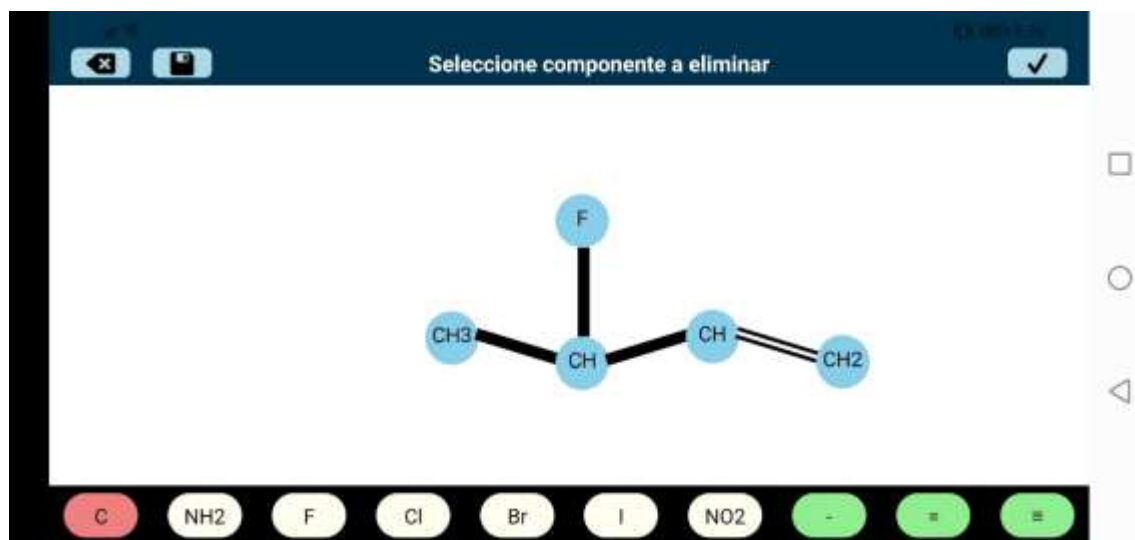 Seleccione componente a eliminar
F
CH3 CH CH CH2
C NH2 F Cl Br I NO2 - = ≡